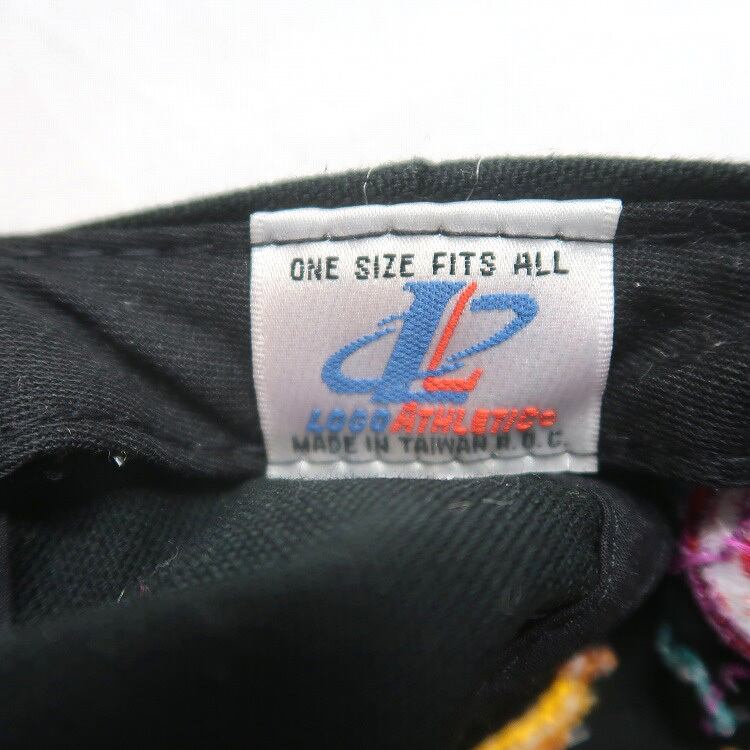 ONE SIZE FITS ALL
LOGO ATHLETIC®
MADE IN TAIWAN R.O.C.